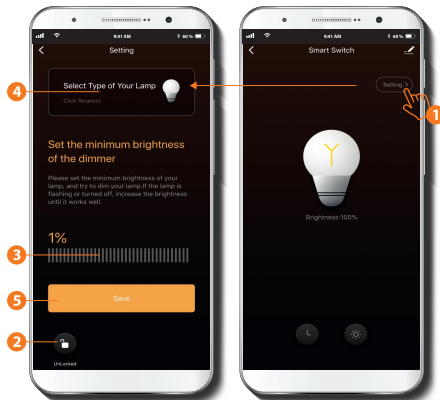 9:41 AM
60%
Setting
Select Type of Your Lamp
Click Reselect
4
Set the minimum brightness
of the dimmer
Please set the minimum brightness of your
lamp, and try to dim your lamp.If the lamp is
flashing or turned off, increase the brightness
until it works well.
1%
3
Save
5
2
UnLocked
9:41 AM
60%
Smart Switch
Setting >
1
Brightness:100%